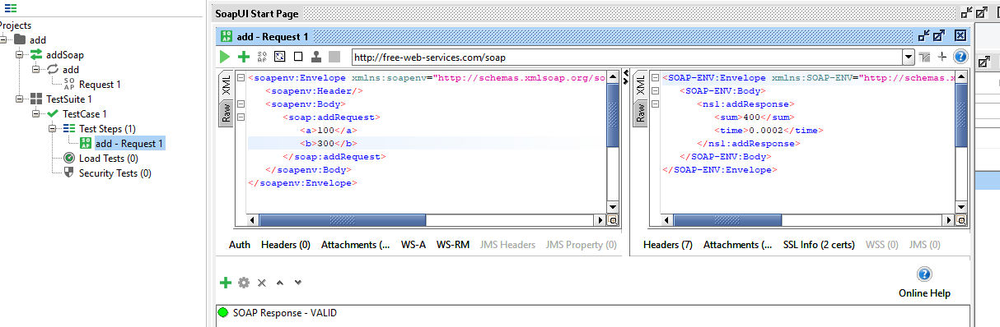 SoapUI Start Page
Projects
add
addSoap
add
Request 1
TestSuite 1
TestCase 1
Test Steps (1)
add - Request 1
Load Tests (0)
Security Tests (0)
add - Request 1
http://free-web-services.com/soap
XML
Raw
<soapenv:Envelope xmlns:soapenv="http://schemas.xmlsoap.org/so
<soapenv:Header/>
<soapenv:Body>
<soap:addRequest>
<a>100</a>
<b>300</b>
</soap:addRequest>
</soapenv:Body>
</soapenv:Envelope>
XML
Raw
<SOAP-ENV:Envelope xmlns:SOAP-ENV="http://schemas.x
<SOAP-ENV:Body>
<ns1:addResponse>
<sum>400</sum>
<time>0.0002</time>
</ns1:addResponse>
</SOAP-ENV:Body>
</SOAP-ENV:Envelope>
Auth Headers (0) Attachments (... WS-A WS-RM JMS Headers JMS Property (0)
Headers (7) Attachments (... SSL Info (2 certs) WSS (0) JMS (0)
Online Help
SOAP Response - VALID